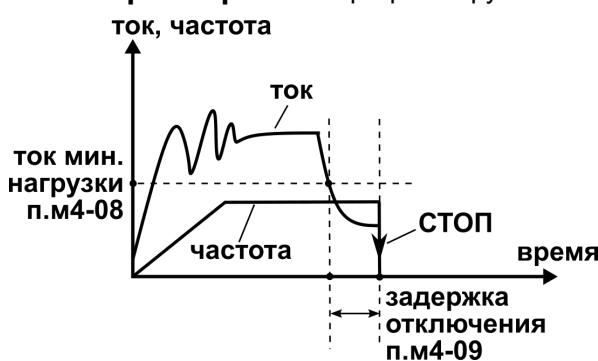 ток, частота
ток
ток мин.
нагрузки
п.м4-08
частота
СТОП
время
задержка
отключения
п.м4-09